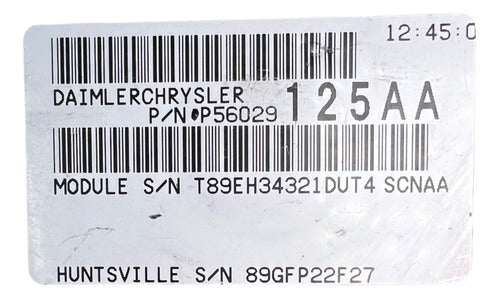 12:45:0
DAIMLERCHRYSLER
P/N P56029 125AA
MODULE S/N T89EH34321DUT4 SCNAA
HUNTSVILLE S/N 89GFP22F27